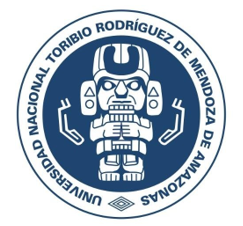 UNIVERSIDAD NACIONAL TORIBIO RODRÍGUEZ DE MENDOZA DE AMAZONAS